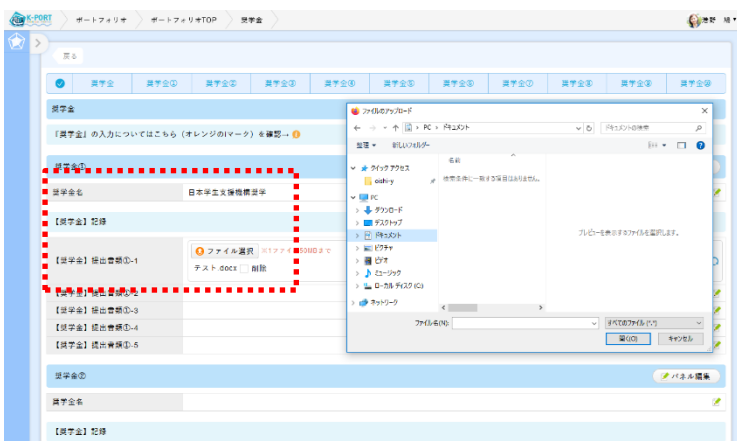 K-PORT
ポートフォリオ
ポートフォリオTOP
奨学金
戻る
奨学金 奨学金① 奨学金② 奨学金③ 奨学金④ 奨学金⑤ 奨学金⑥ 奨学金⑦ 奨学金⑧ 奨学金⑨ 奨学金⑩
奨学金
『奨学金』の入力についてはこちら（オレンジのiマーク）を確認→
奨学金①
奨学金名 日本学生支援機構奨学
【奨学金】記録
【奨学金】提出書類①-1
ファイル選択 ※1ファイル50MBまで
テスト.docx 削除
【奨学金】提出書類①-2
【奨学金】提出書類①-3
【奨学金】提出書類①-4
【奨学金】提出書類①-5
奨学金②
パネル編集
奨学金名
【奨学金】記録
ファイルのアップロード
PC › ドキュメント
ドキュメントの検索
整理 新しいフォルダー
名前
検索条件に一致する項目はありません。
クイック アクセス
oishi-y
PC
ダウンロード
デスクトップ
ドキュメント
ピクチャ
ビデオ
ミュージック
ローカル ディスク (C:)
ネットワーク
プレビューを表示するファイルを選択します。
ファイル名(N):
すべてのファイル (*.*)
開く(O) キャンセル